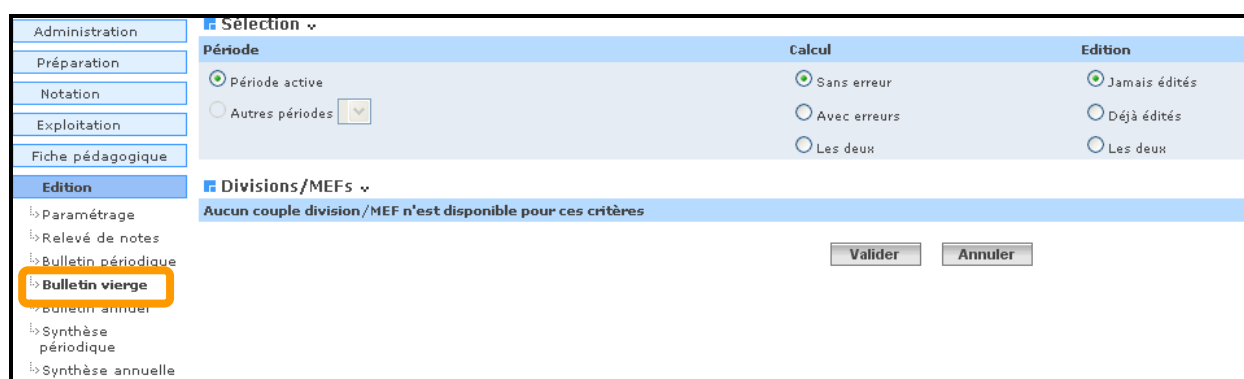 Administration
Préparation
Notation
Exploitation
Fiche pédagogique
Edition
Paramétrage
Relevé de notes
Bulletin périodique
Bulletin vierge
Bulletin annuel
Synthèse
périodique
Synthèse annuelle
Sélection
Période Calcul Edition
Période active Sans erreur Jamais édités
Autres périodes Avec erreurs Déjà édités
Les deux Les deux
Divisions/MEFs
Aucun couple division/MEF n'est disponible pour ces critères
Valider Annuler